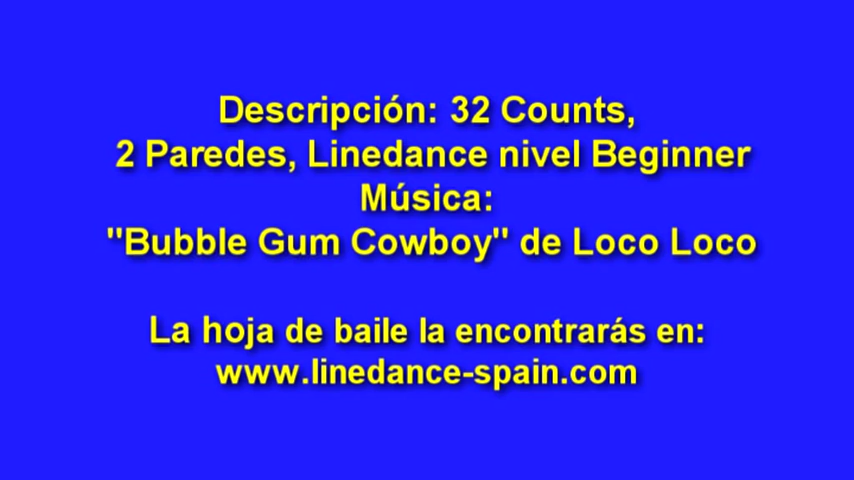 Descripción: 32 Counts,
2 Paredes, Linedance nivel Beginner
Música:
"Bubble Gum Cowboy" de Loco Loco
La hoja de baile la encontrarás en:
www.linedance-spain.com